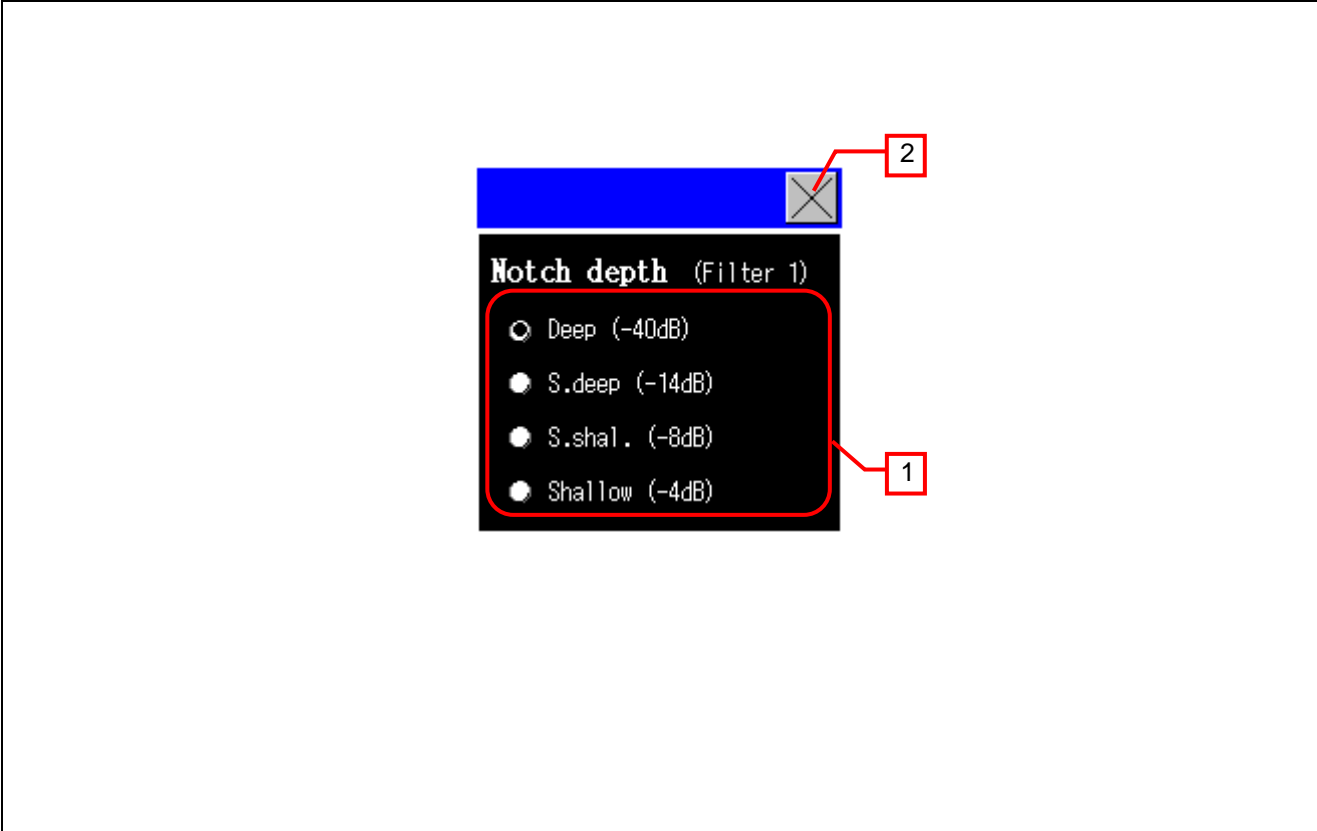 2
Notch depth (Filter 1)
Deep (-40dB)
S.deep (-14dB)
S.shal. (-8dB)
1
Shallow (-4dB)